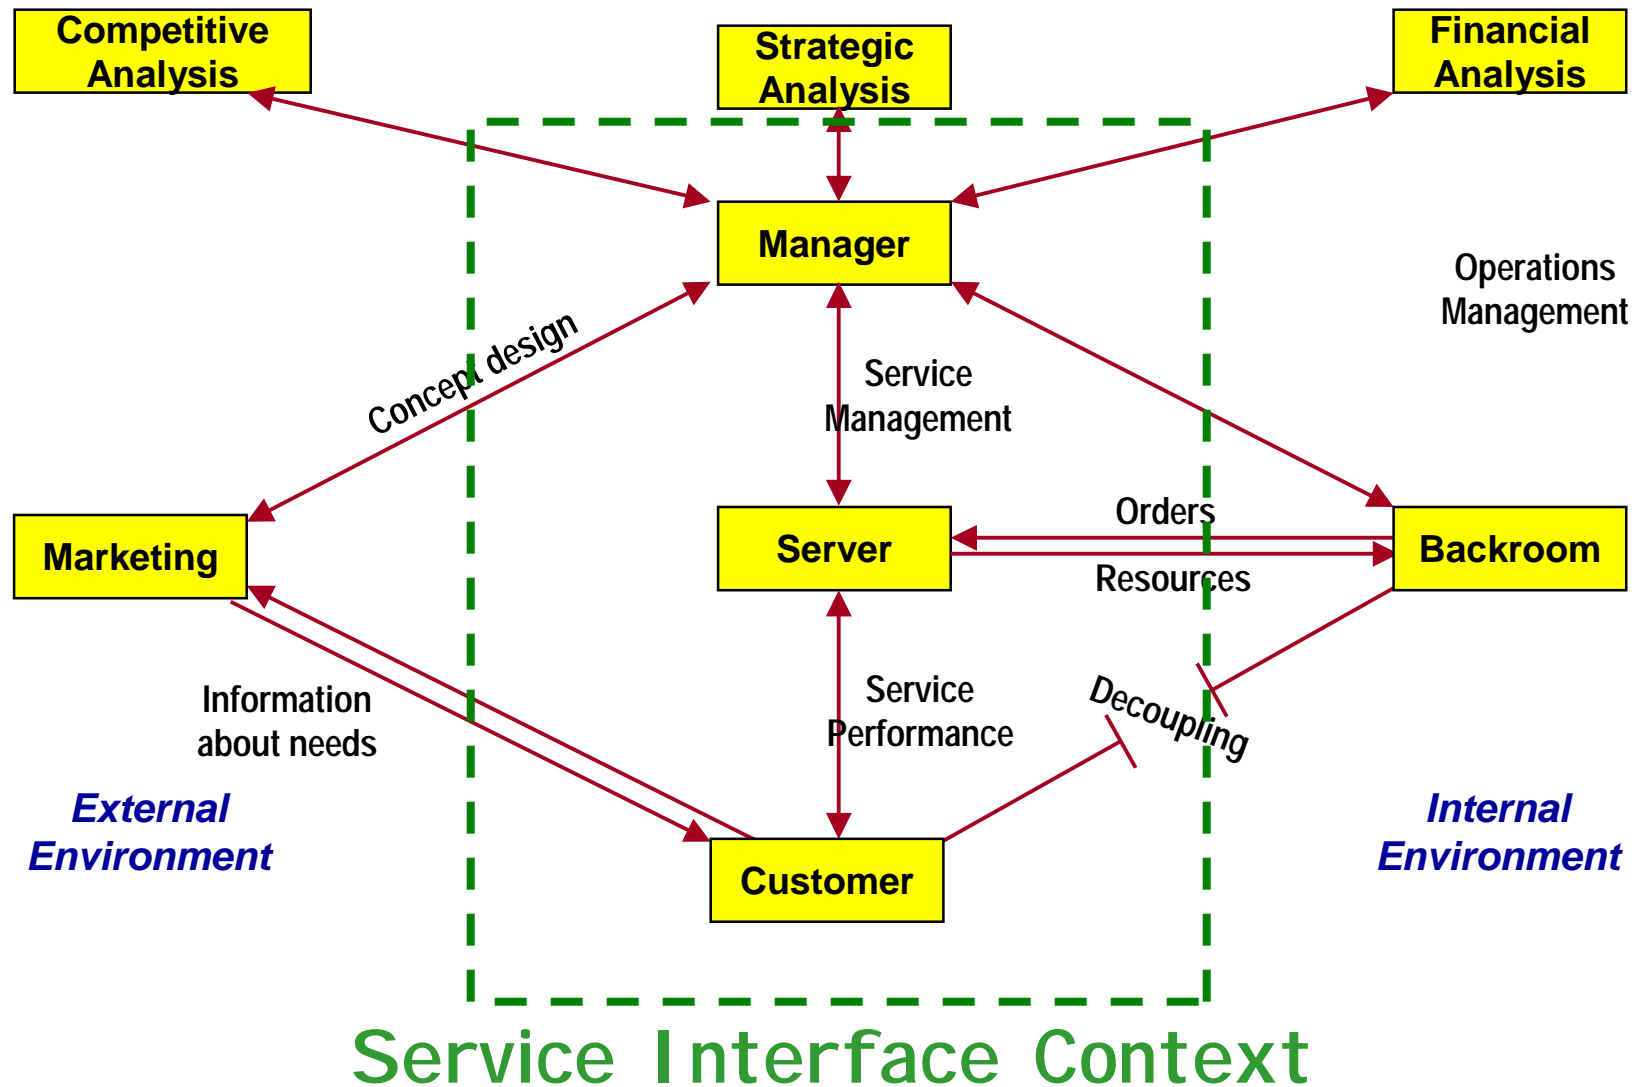 Competitive
Analysis
Strategic
Analysis
Financial
Analysis
Manager
Operations
Management
Concept design
Service
Management
Orders
Marketing
Server
Backroom
Resources
Information
about needs
Service
Performance
Decoupling
External
Environment
Internal
Environment
Customer
Service Interface Context